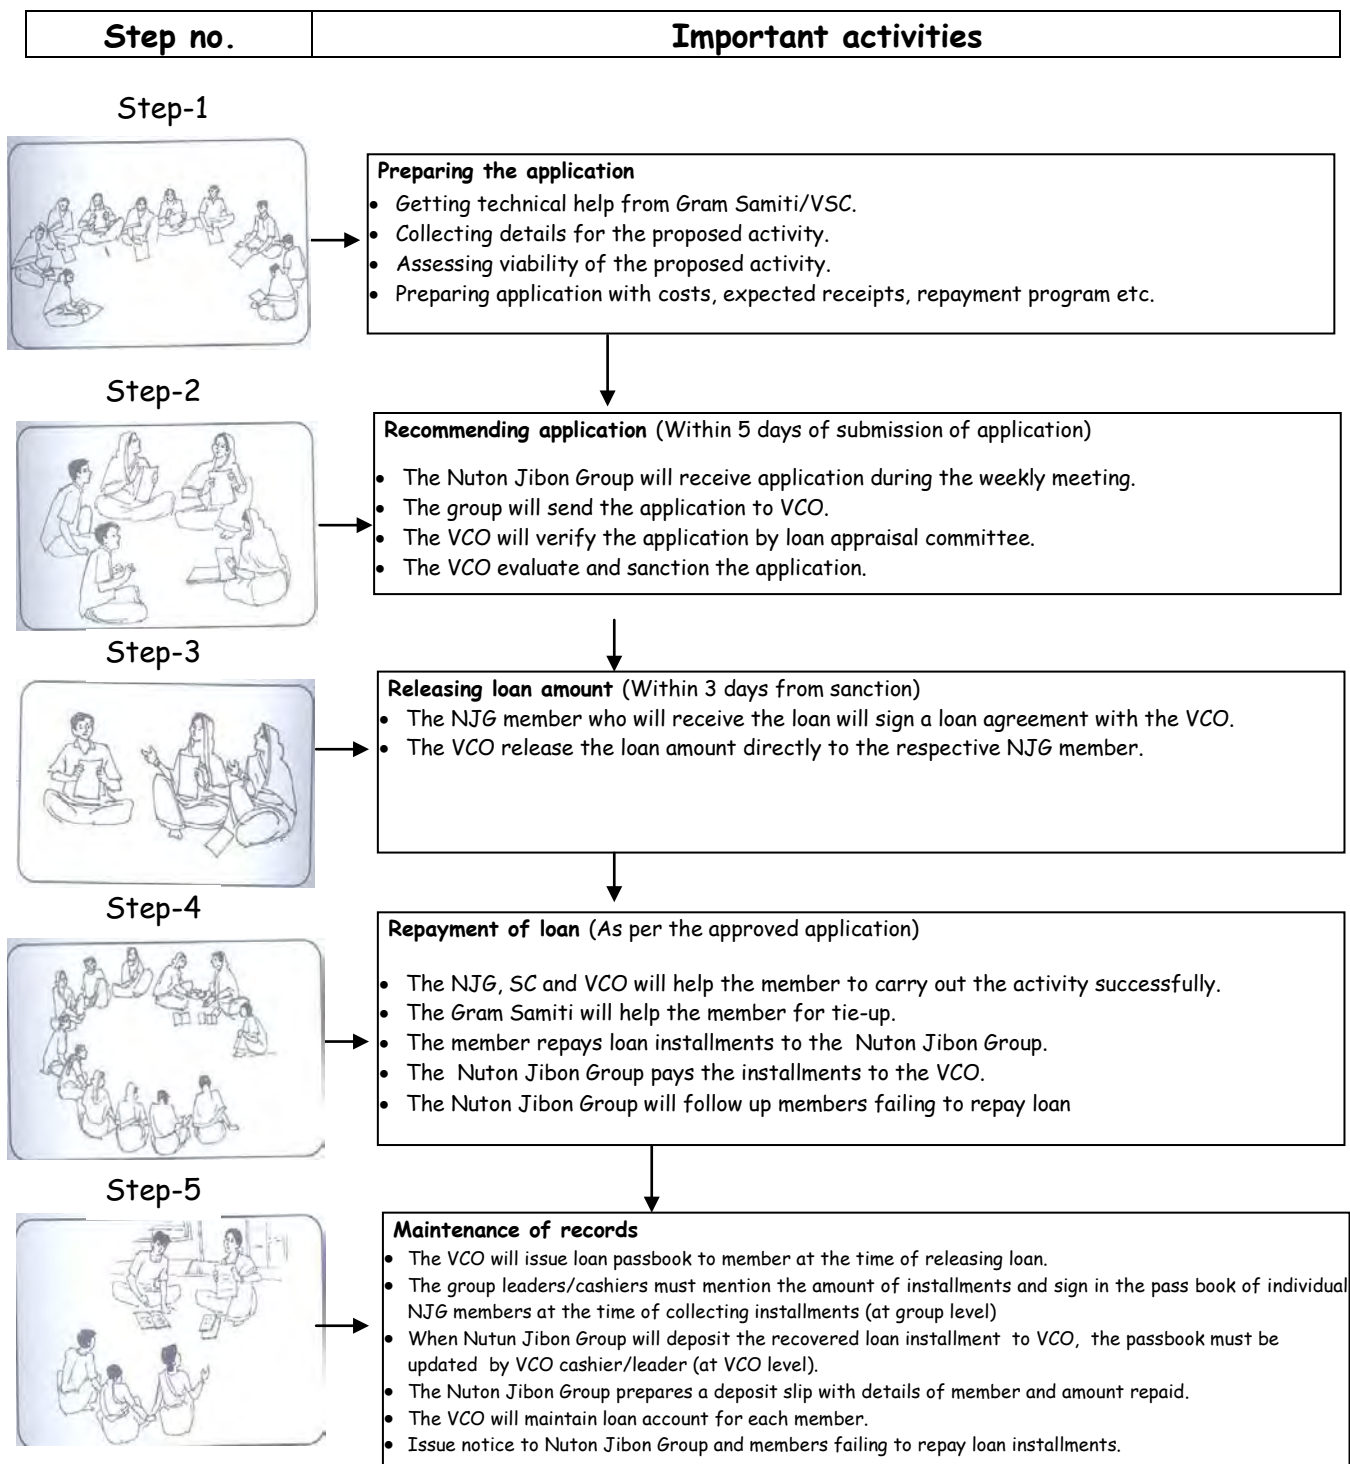 Step no. Important activities
Step-1
Preparing the application
• Getting technical help from Gram Samiti/VSC.
• Collecting details for the proposed activity.
• Assessing viability of the proposed activity.
• Preparing application with costs, expected receipts, repayment program etc.
Step-2
Recommending application (Within 5 days of submission of application)
• The Nuton Jibon Group will receive application during the weekly meeting.
• The group will send the application to VCO.
• The VCO will verify the application by loan appraisal committee.
• The VCO evaluate and sanction the application.
Step-3
Releasing loan amount (Within 3 days from sanction)
• The NJG member who will receive the loan will sign a loan agreement with the VCO.
• The VCO release the loan amount directly to the respective NJG member.
Step-4
Repayment of loan (As per the approved application)
• The NJG, SC and VCO will help the member to carry out the activity successfully.
• The Gram Samiti will help the member for tie-up.
• The member repays loan installments to the Nuton Jibon Group.
• The Nuton Jibon Group pays the installments to the VCO.
• The Nuton Jibon Group will follow up members failing to repay loan
Step-5
Maintenance of records
• The VCO will issue loan passbook to member at the time of releasing loan.
• The group leaders/cashiers must mention the amount of installments and sign in the pass book of individual
NJG members at the time of collecting installments (at group level)
• When Nutun Jibon Group will deposit the recovered loan installment to VCO, the passbook must be
updated by VCO cashier/leader (at VCO level).
• The Nuton Jibon Group prepares a deposit slip with details of member and amount repaid.
• The VCO will maintain loan account for each member.
• Issue notice to Nuton Jibon Group and members failing to repay loan installments.